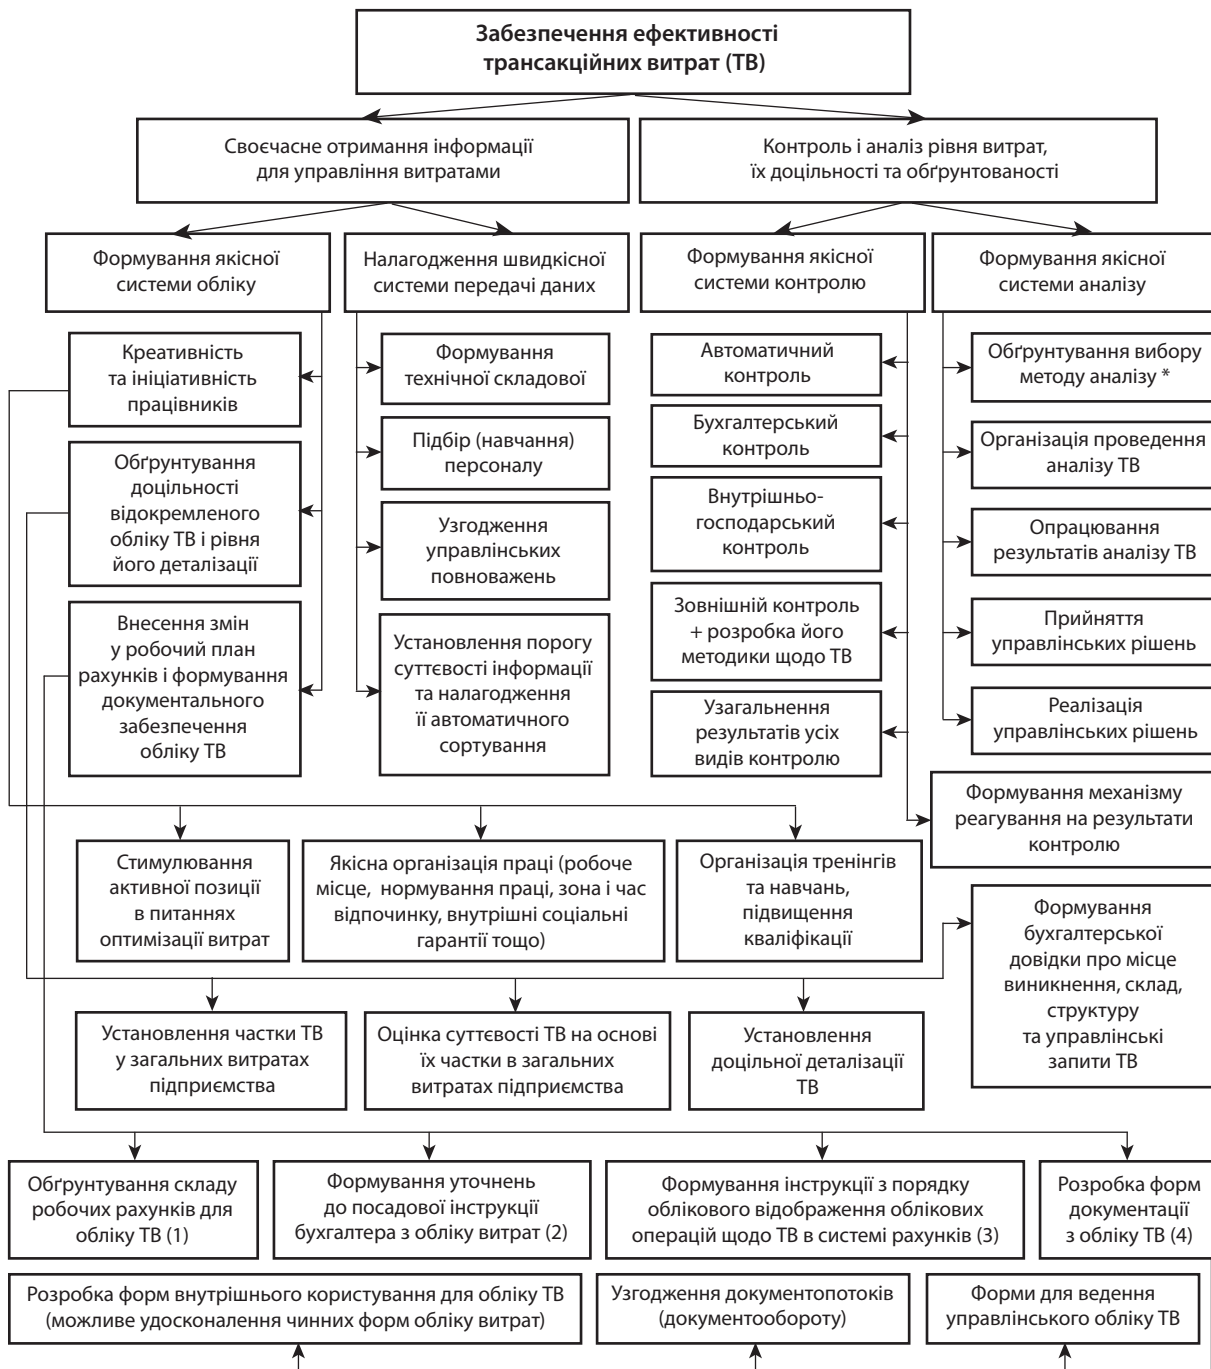 Забезпечення ефективності
трансакційних витрат (ТВ)
Своєчасне отримання інформації
для управління витратами
Контроль і аналіз рівня витрат,
їх доцільності та обґрунтованості
Формування якісної
системи обліку
Налагодження швидкісної
системи передачі даних
Формування якісної
системи контролю
Формування якісної
системи аналізу
Креативність
та ініціативність
працівників
Обґрунтування
доцільності
відокремленого
обліку ТВ і рівня
його деталізації
Внесення змін
у робочий план
рахунків і формування
документального
забезпечення
обліку ТВ
Формування
технічної складової
Підбір (навчання)
персоналу
Узгодження
управлінських
повноважень
Установлення порогу
суттєвості інформації
та налагодження
її автоматичного
сортування
Автоматичний
контроль
Бухгалтерський
контроль
Внутрішньо-
господарський
контроль
Зовнішній контроль
+ розробка його
методики щодо ТВ
Узагальнення
результатів усіх
видів контролю
Обґрунтування вибору
методу аналізу *
Організація проведення
аналізу ТВ
Опрацювання
результатів аналізу ТВ
Прийняття
управлінських рішень
Реалізація
управлінських рішень
Формування механізму
реагування на результати
контролю
Стимулювання
активної позиції
в питаннях
оптимізації витрат
Якісна організація праці (робоче
місце, нормування праці, зона і час
відпочинку, внутрішні соціальні
гарантії тощо)
Організація тренінгів
та навчань,
підвищення
кваліфікації
Формування
бухгалтерської
довідки про місце
виникнення, склад,
структуру
та управлінські
запити ТВ
Установлення частки ТВ
у загальних витратах
підприємства
Оцінка суттєвості ТВ на основі
їх частки в загальних
витратах підприємства
Установлення
доцільної деталізації
ТВ
Обґрунтування складу
робочих рахунків для
обліку ТВ (1)
Формування уточнень
до посадової інструкції
бухгалтера з обліку витрат (2)
Формування інструкції з порядку
облікового відображення облікових
операцій щодо ТВ в системі рахунків (3)
Розробка форм
документації
з обліку ТВ (4)
Розробка форм внутрішнього користування для обліку ТВ
(можливе удосконалення чинних форм обліку витрат)
Узгодження документопотоків
(документообороту)
Форми для ведення
управлінського обліку ТВ